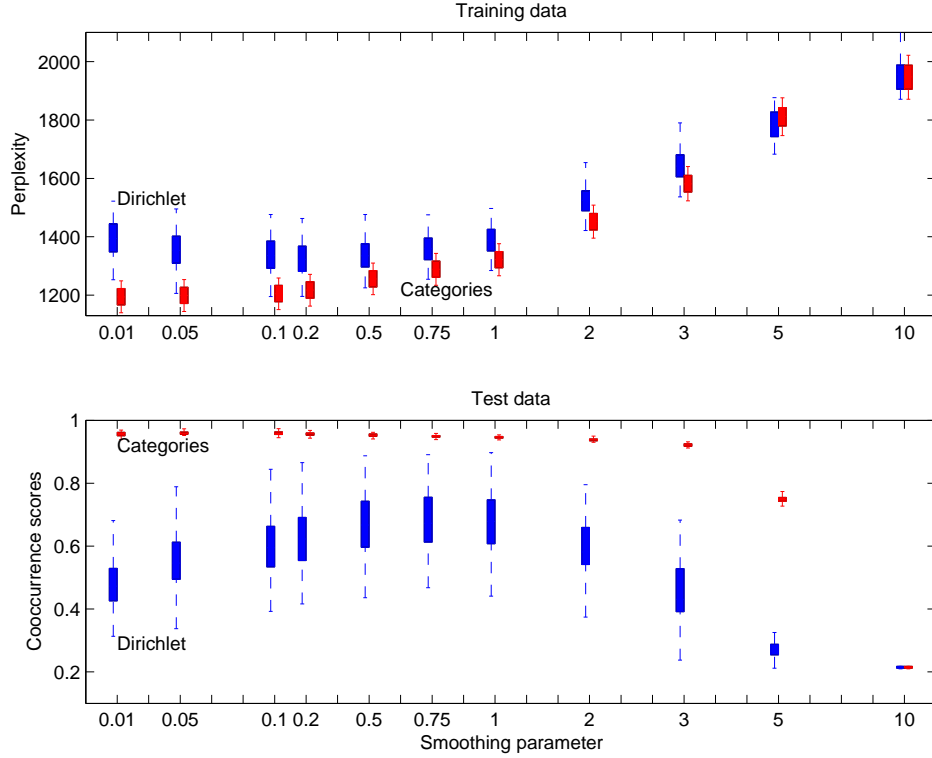 Training data
2000
1800
1600
1400
1200
Perplexity
Dirichlet
Categories
0.01 0.05 0.1 0.2 0.5 0.75 1 2 3 5 10
Test data
1
0.8
0.6
0.4
0.2
Cooccurrence scores
Categories
Dirichlet
0.01 0.05 0.1 0.2 0.5 0.75 1 2 3 5 10
Smoothing parameter